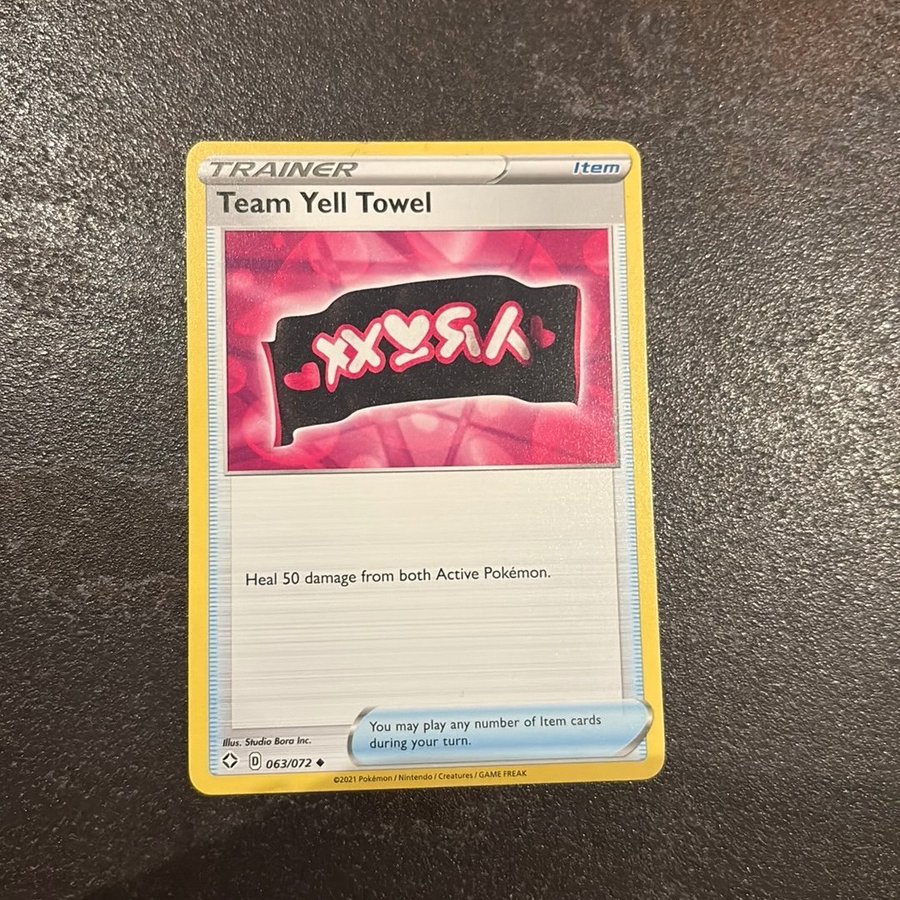 TRAINER
Item
Team Yell Towel
Heal 50 damage from both Active Pokémon.
You may play any number of Item cards
during your turn.
Illus. Studio Bora Inc.
D 063/072
©2021 Pokémon / Nintendo / Creatures / GAME FREAK